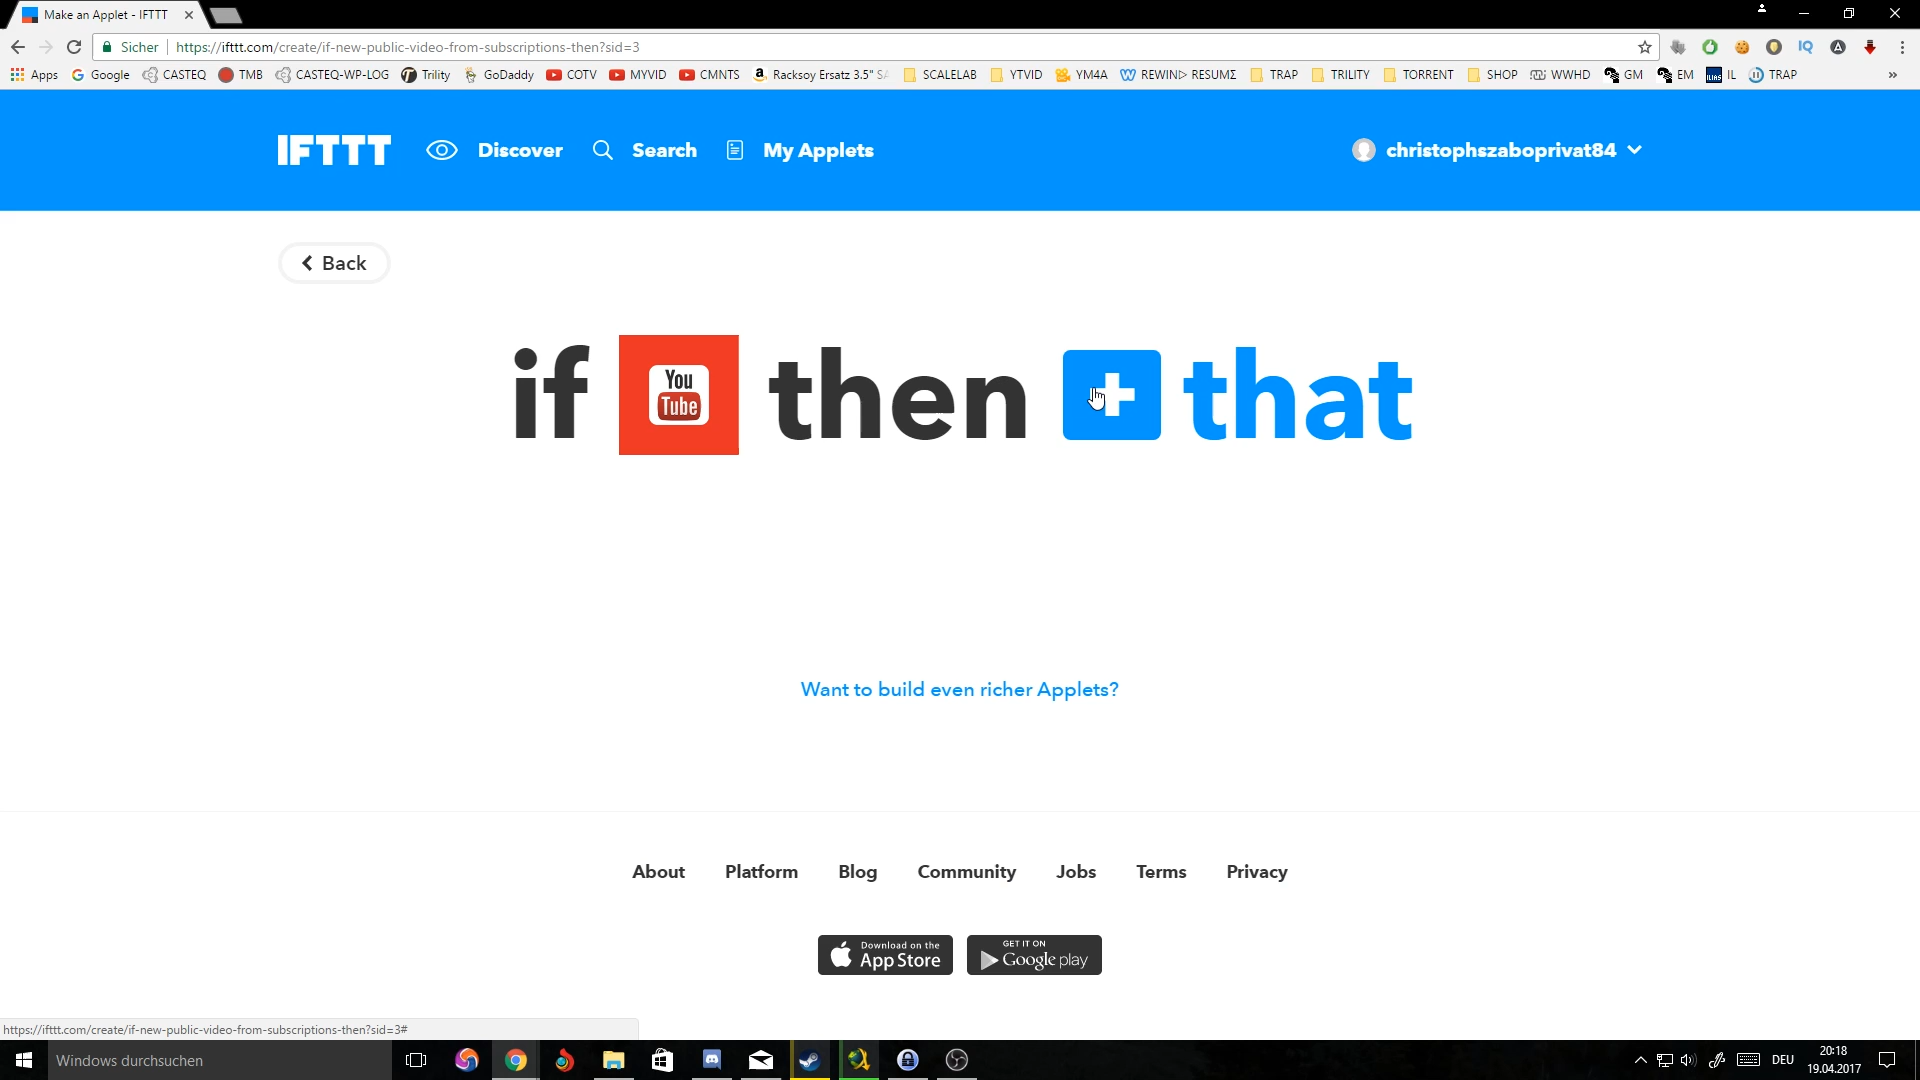 Make an Applet - IFTTT
Sicher https://ifttt.com/create/if-new-public-video-from-subscriptions-then?sid=3
Apps Google CASTEQ TMB CASTEQ-WP-LOG Trility GoDaddy COTV MYVID CMNTS Racksoy Ersatz 3.5" SA SCALELAB YTVID YM4A REWIND RESUME TRAP TRILITY TORRENT SHOP WWHD GM EM IL TRAP »
IFTTT Discover Search My Applets christophszaboprivat84
Back
if You Tube then that
Want to build even richer Applets?
About Platform Blog Community Jobs Terms Privacy
Download on the App Store GET IT ON Google play
https://ifttt.com/create/if-new-public-video-from-subscriptions-then?sid=3#
Windows durchsuchen DEU 20:18
19.04.2017